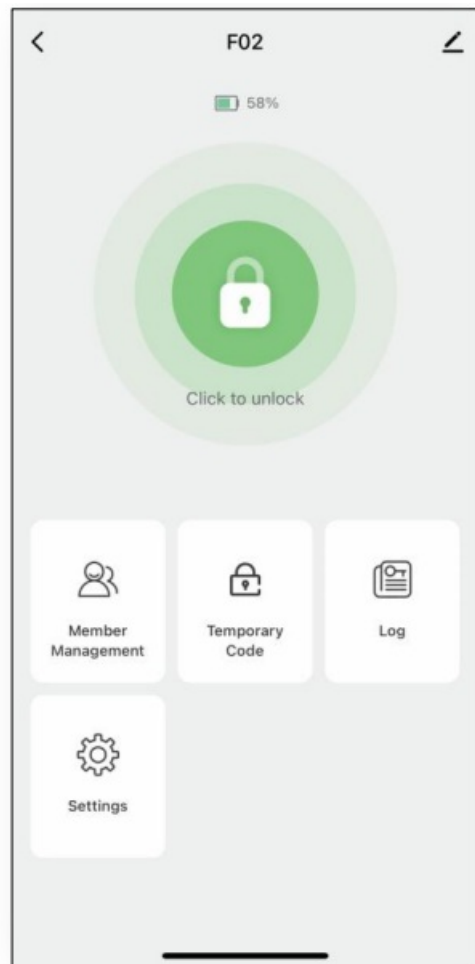 F02
58%
Click to unlock
Member
Management
Temporary
Code
Log
Settings